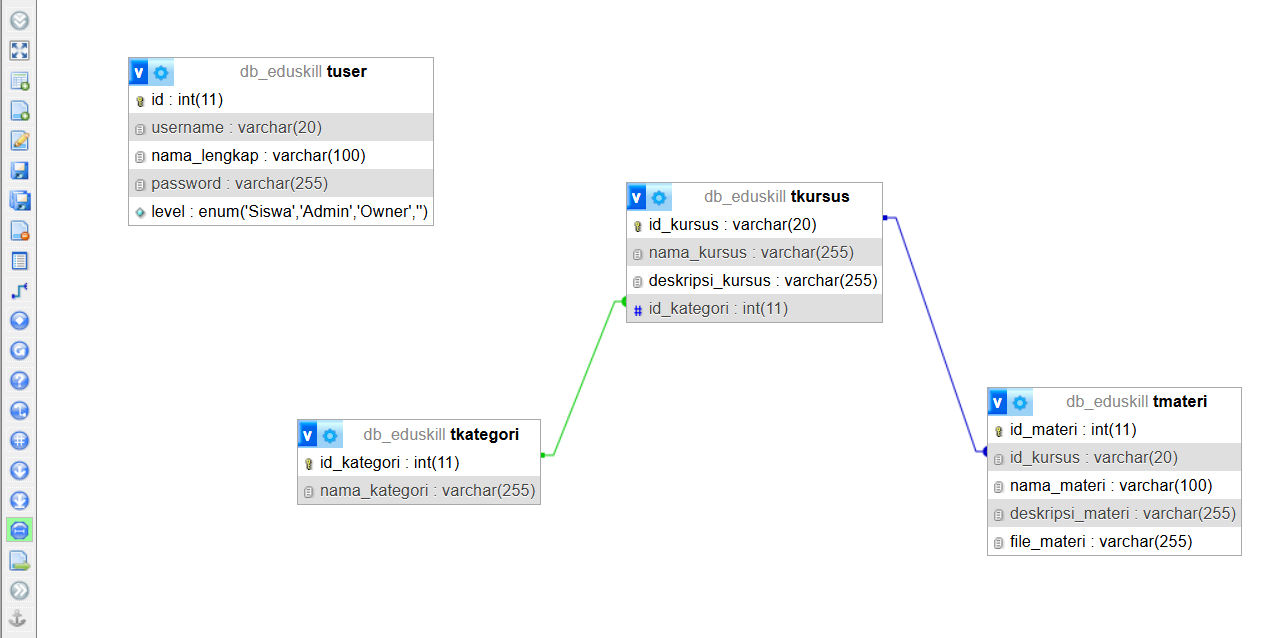 v db_eduskill tuser
id : int(11)
username : varchar(20)
nama_lengkap : varchar(100)
password : varchar(255)
level : enum('Siswa','Admin','Owner','')
v db_eduskill tkursus
id_kursus : varchar(20)
nama_kursus : varchar(255)
deskripsi_kursus : varchar(255)
# id_kategori : int(11)
v db_eduskill tkategori
id_kategori : int(11)
nama_kategori : varchar(255)
v db_eduskill tmateri
id_materi : int(11)
id_kursus : varchar(20)
nama_materi : varchar(100)
deskripsi_materi : varchar(255)
file_materi : varchar(255)